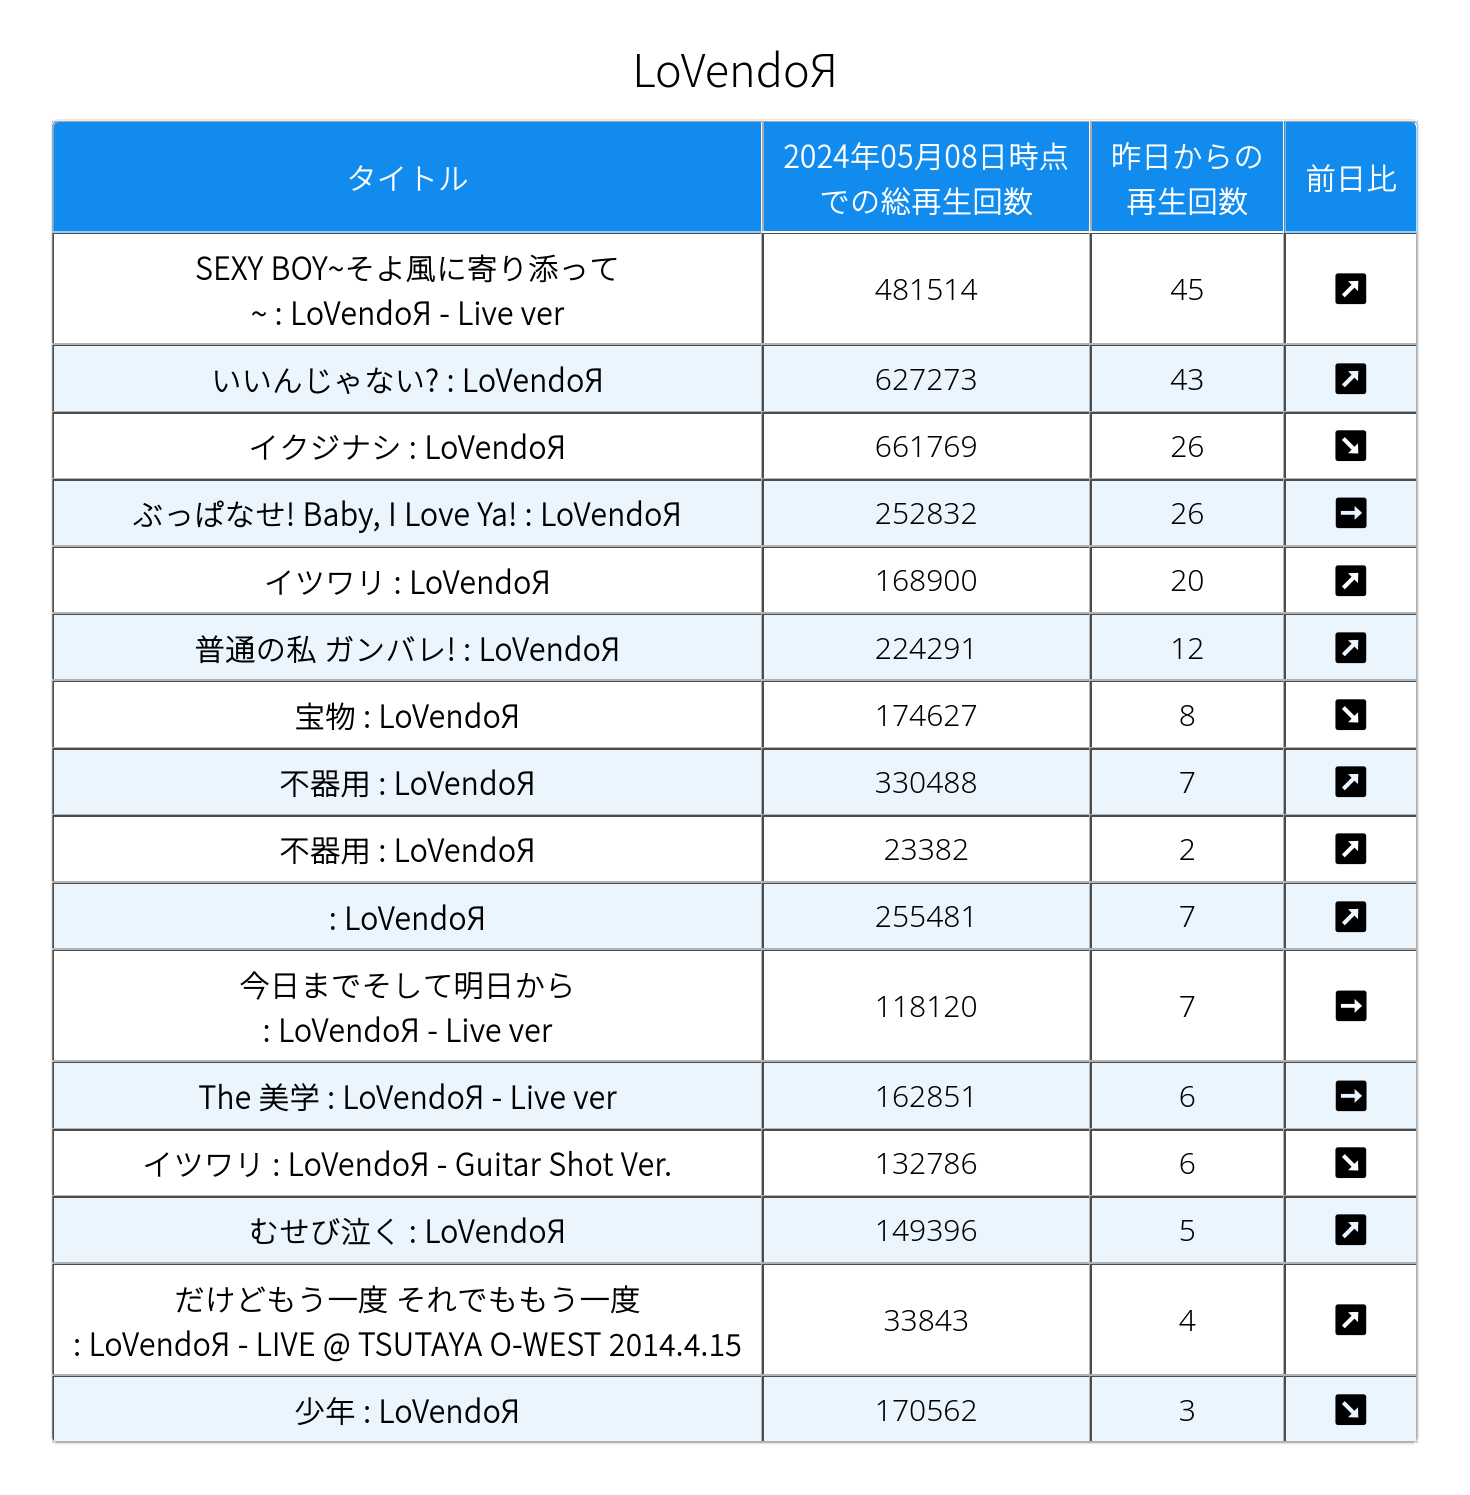 LoVendoЯ
タイトル
2024年05月08日時点
での総再生回数
昨日からの
再生回数
前日比
SEXY BOY~そよ風に寄り添って
~ : LoVendoЯ - Live ver
481514
45
いいんじゃない? : LoVendoЯ
627273
43
イクジナシ : LoVendoЯ
661769
26
ぶっぱなせ! Baby, I Love Ya! : LoVendoЯ
252832
26
イツワリ : LoVendoЯ
168900
20
普通の私 ガンバレ! : LoVendoЯ
224291
12
宝物 : LoVendoЯ
174627
8
不器用 : LoVendoЯ
330488
7
不器用 : LoVendoЯ
23382
2
: LoVendoЯ
255481
7
今日までそして明日から
: LoVendoЯ - Live ver
118120
7
The 美学 : LoVendoЯ - Live ver
162851
6
イツワリ : LoVendoЯ - Guitar Shot Ver.
132786
6
むせび泣く : LoVendoЯ
149396
5
だけどもう一度 それでももう一度
: LoVendoЯ - LIVE @ TSUTAYA O-WEST 2014.4.15
33843
4
少年 : LoVendoЯ
170562
3